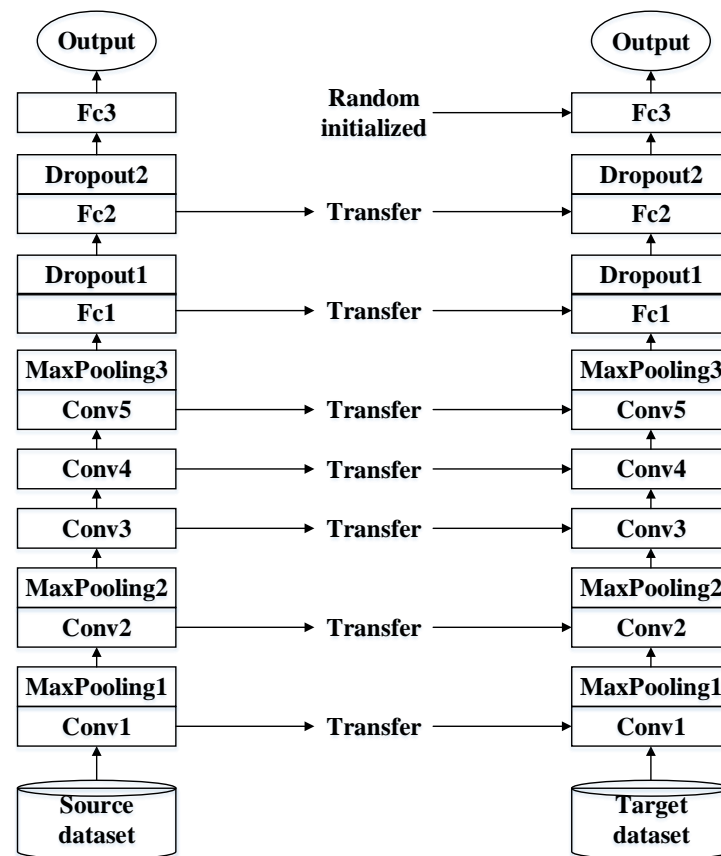 Output
Output
Fc3
Random
initialized
Fc3
Dropout2
Dropout2
Fc2
Transfer
Fc2
Dropout1
Dropout1
Fc1
Transfer
Fc1
MaxPooling3
MaxPooling3
Conv5
Transfer
Conv5
Conv4
Transfer
Conv4
Conv3
Transfer
Conv3
MaxPooling2
MaxPooling2
Conv2
Transfer
Conv2
MaxPooling1
MaxPooling1
Conv1
Transfer
Conv1
Source
dataset
Target
dataset